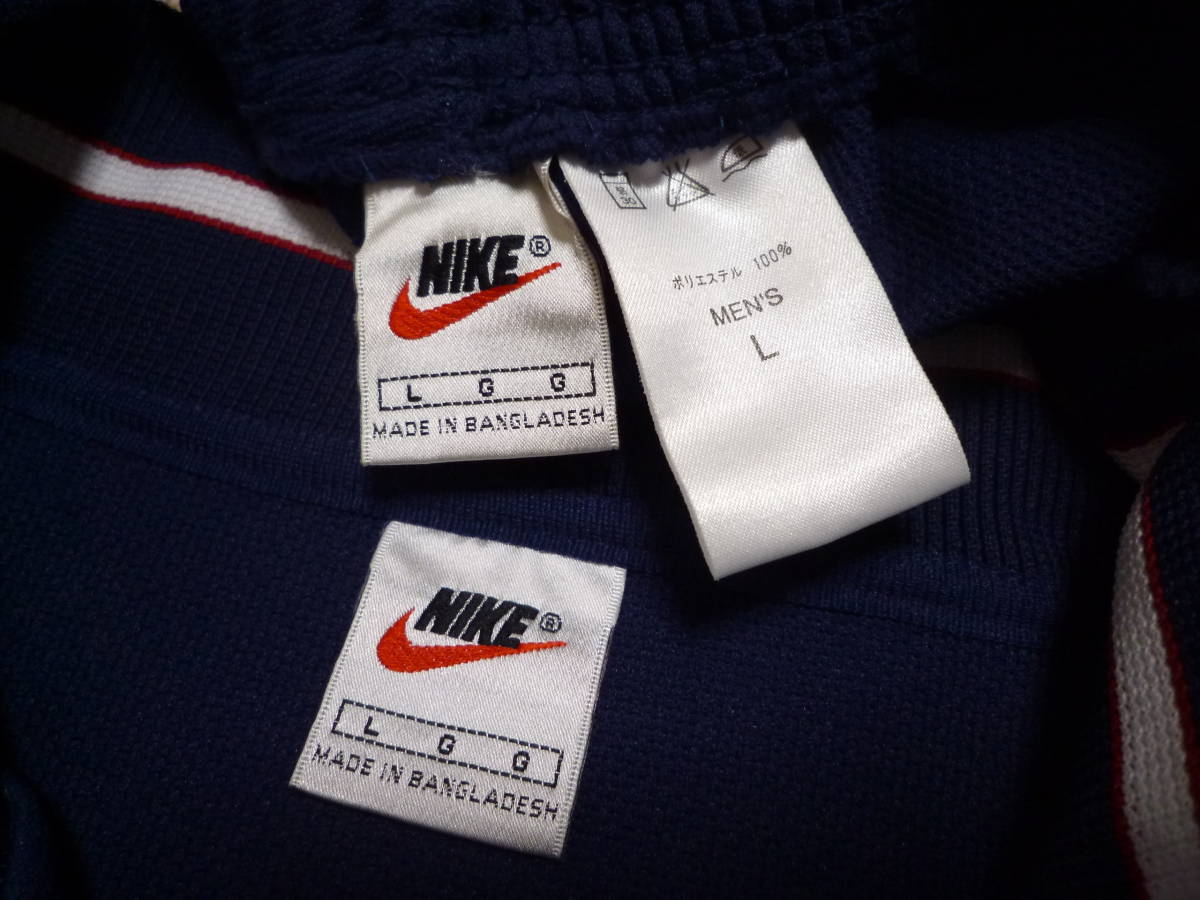 NIKE®
L G G
MADE IN BANGLADESH
ポリエステル 100%
MEN'S
L
NIKE®
L G G
MADE IN BANGLADESH